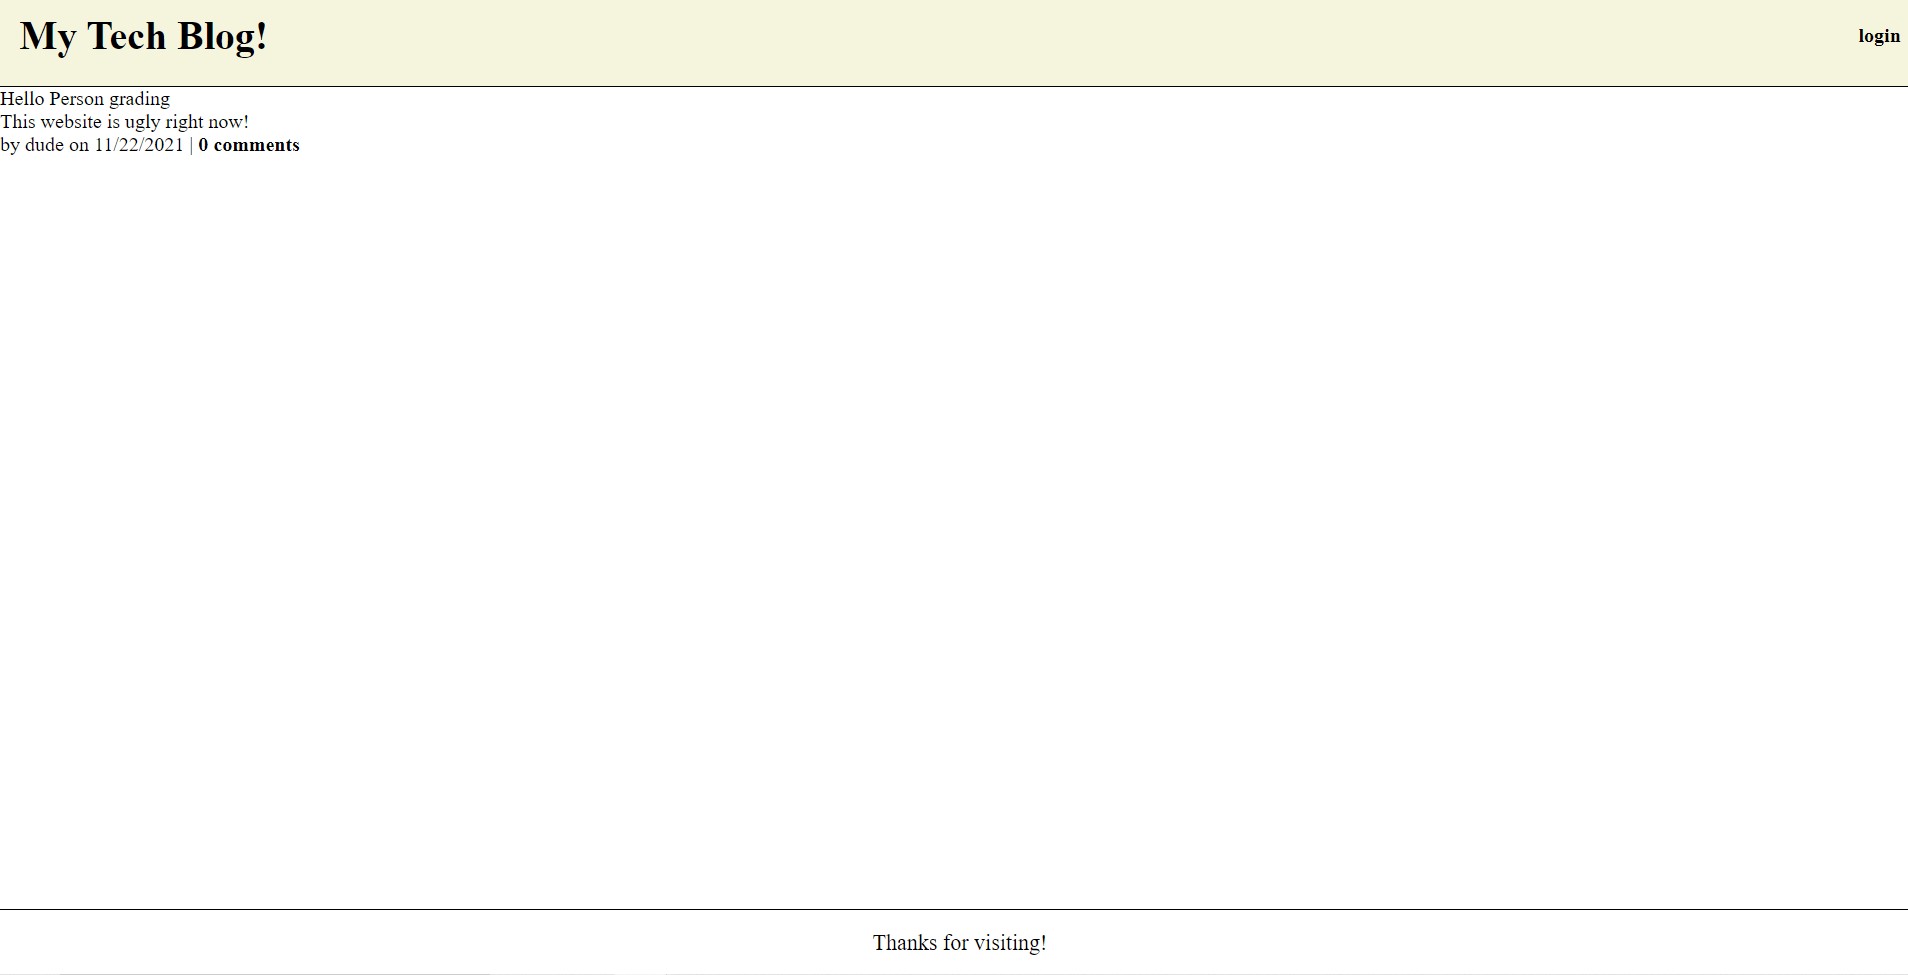 My Tech Blog!
login
Hello Person grading
This website is ugly right now!
by dude on 11/22/2021 | 0 comments
Thanks for visiting!